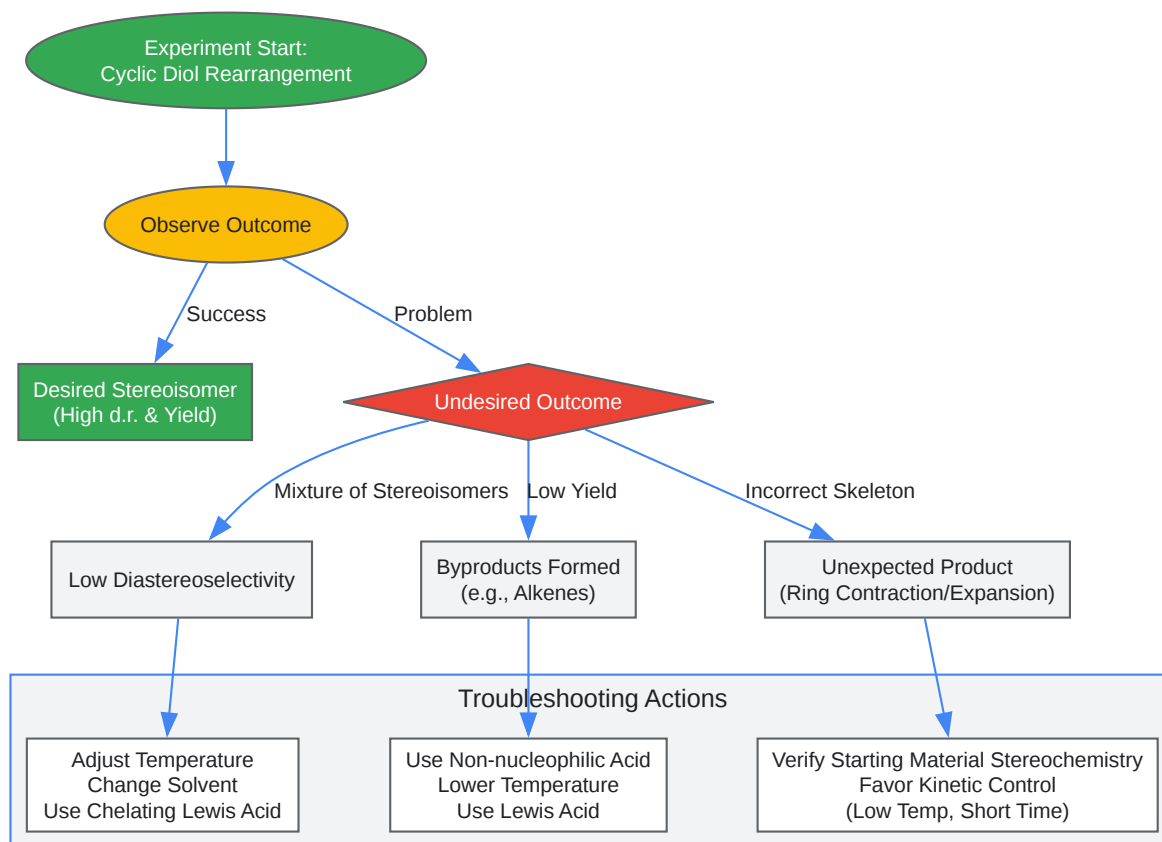 Experiment Start:
Cyclic Diol Rearrangement
Observe Outcome
Success
Problem
Desired Stereoisomer
(High d.r. & Yield)
Undesired Outcome
Mixture of Stereoisomers
Low Yield
Incorrect Skeleton
Low Diastereoselectivity
Byproducts Formed
(e.g., Alkenes)
Unexpected Product
(Ring Contraction/Expansion)
Troubleshooting Actions
Adjust Temperature
Change Solvent
Use Chelating Lewis Acid
Use Non-nucleophilic Acid
Lower Temperature
Use Lewis Acid
Verify Starting Material Stereochemistry
Favor Kinetic Control
(Low Temp, Short Time)